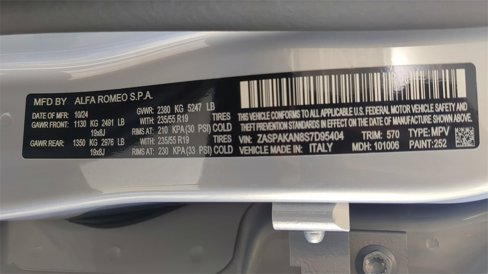 MFD BY ALFA ROMEO S.P.A.
DATE OF MFR: 10/24 GVWR: 2380 KG 5247 LB
GAWR FRONT: 1130 KG 2491 LB WITH 235/55 R19 TIRES
19x8J RIMS AT: 210 KPA (30 PSI) COLD
GAWR REAR: 1350 KG 2976 LB WITH 235/55 R19 TIRES
19x8J RIMS AT: 230 KPA (33 PSI) COLD
THIS VEHICLE CONFORMS TO ALL APPLICABLE U.S. FEDERAL MOTOR VEHICLE SAFETY
THEFT PREVENTION STANDARDS IN EFFECT ON THE DATE OF MANUFACTURE SHOWN ABOVE
VIN: ZASPAKAN8S7D95404 TRIM: 570 TYPE: MPV
VEHICLE MADE IN: ITALY MDH: 101006 PAINT: 252